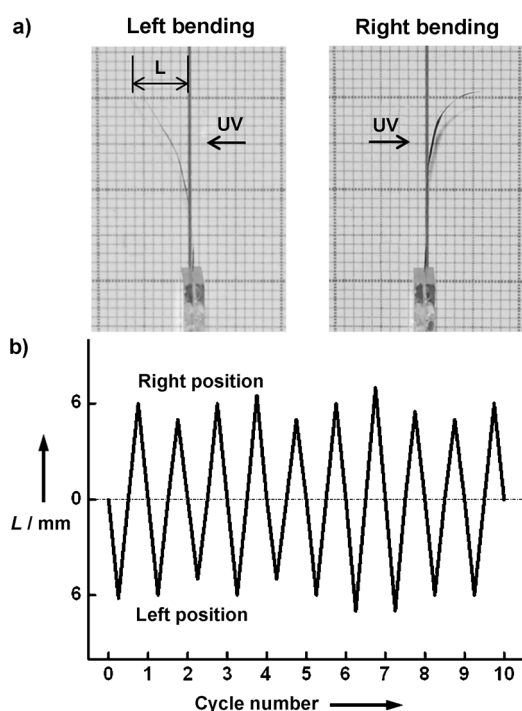 a)
Left bending
Right bending
L
UV
UV
b)
Right position
6
0
L / mm
6
Left position
0 1 2 3 4 5 6 7 8 9 10
Cycle number